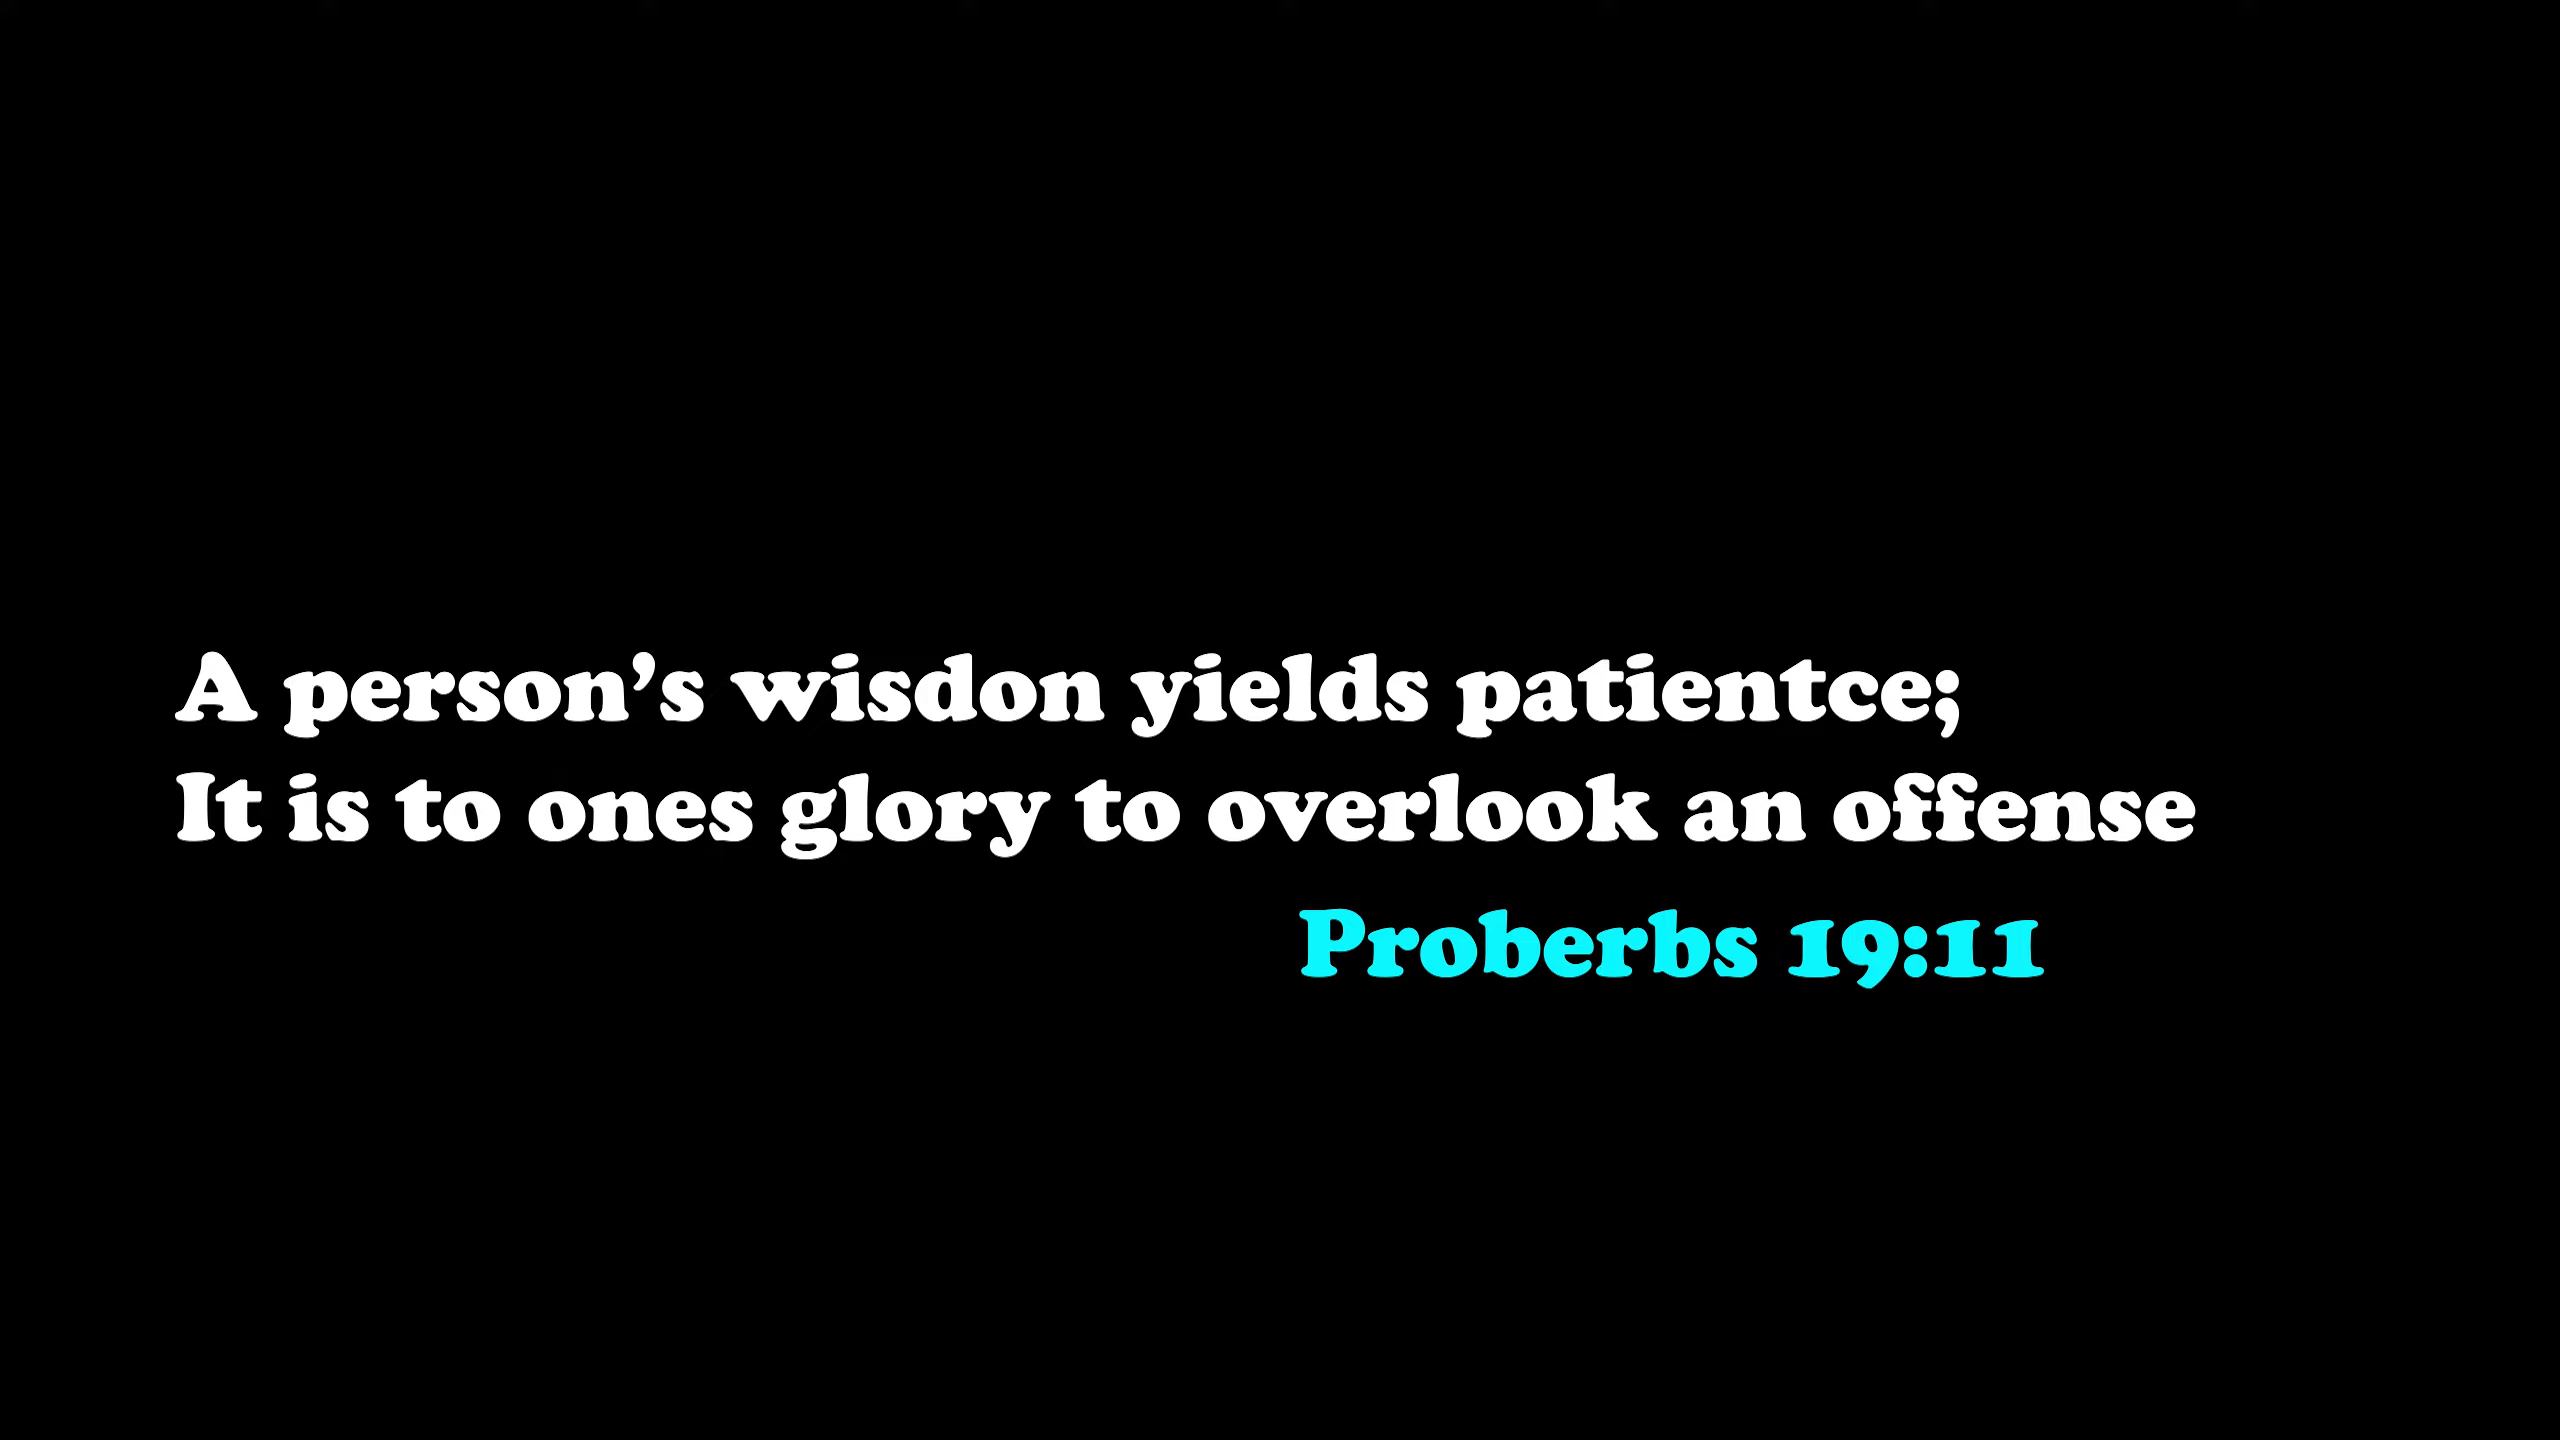 A person’s wisdon yields patientce;
It is to ones glory to overlook an offense
Proberbs 19:11